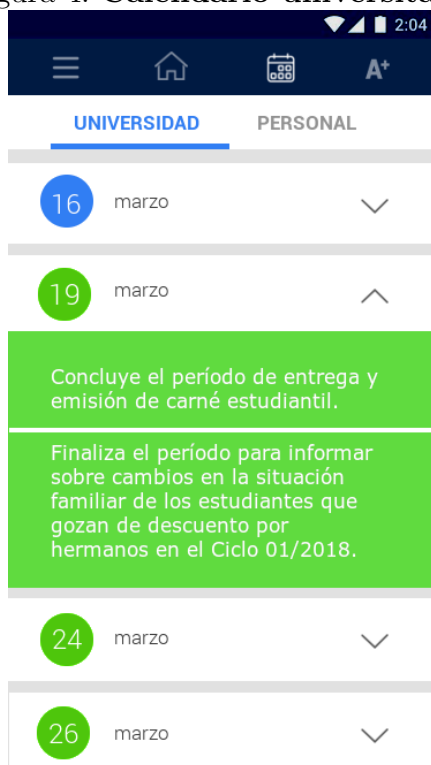 Calendario
2:04
A+
UNIVERSIDAD PERSONAL
16 marzo
19 marzo
Concluye el período de entrega y
emisión de carné estudiantil.
Finaliza el período para informar
sobre cambios en la situación
familiar de los estudiantes que
gozan de descuento por
hermanos en el Ciclo 01/2018.
24 marzo
26 marzo